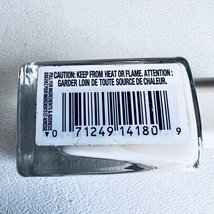 CAUTION: KEEP FROM HEAT OR FLAME. ATTENTION :
GARDER LOIN DE TOUTE SOURCE DE CHALEUR.
0 71249 14180 9